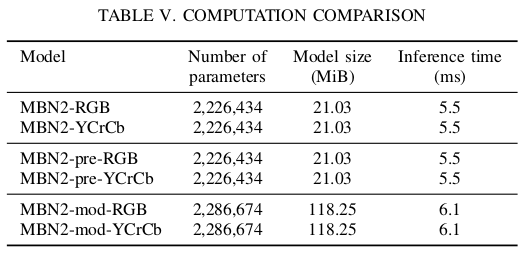 TABLE V. COMPUTATION COMPARISON
Model Number of parameters Model size (MiB) Inference time (ms)
MBN2-RGB 2,226,434 21.03 5.5
MBN2-YCrCb 2,226,434 21.03 5.5
MBN2-pre-RGB 2,226,434 21.03 5.5
MBN2-pre-YCrCb 2,226,434 21.03 5.5
MBN2-mod-RGB 2,286,674 118.25 6.1
MBN2-mod-YCrCb 2,286,674 118.25 6.1